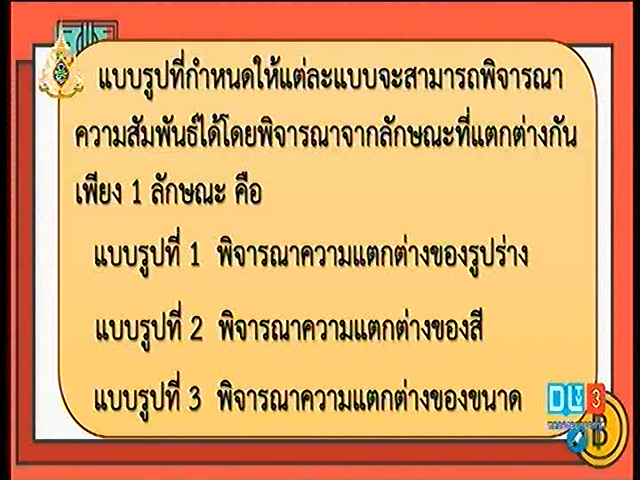 แบบรูปที่กำหนดให้แต่ละแบบจะสามารถพิจารณา
ความสัมพันธ์ได้โดยพิจารณาจากลักษณะที่แตกต่างกัน
เพียง 1 ลักษณะ คือ
แบบรูปที่ 1 พิจารณาความแตกต่างของรูปร่าง
แบบรูปที่ 2 พิจารณาความแตกต่างของสี
แบบรูปที่ 3 พิจารณาความแตกต่างของขนาด
DLTV 3